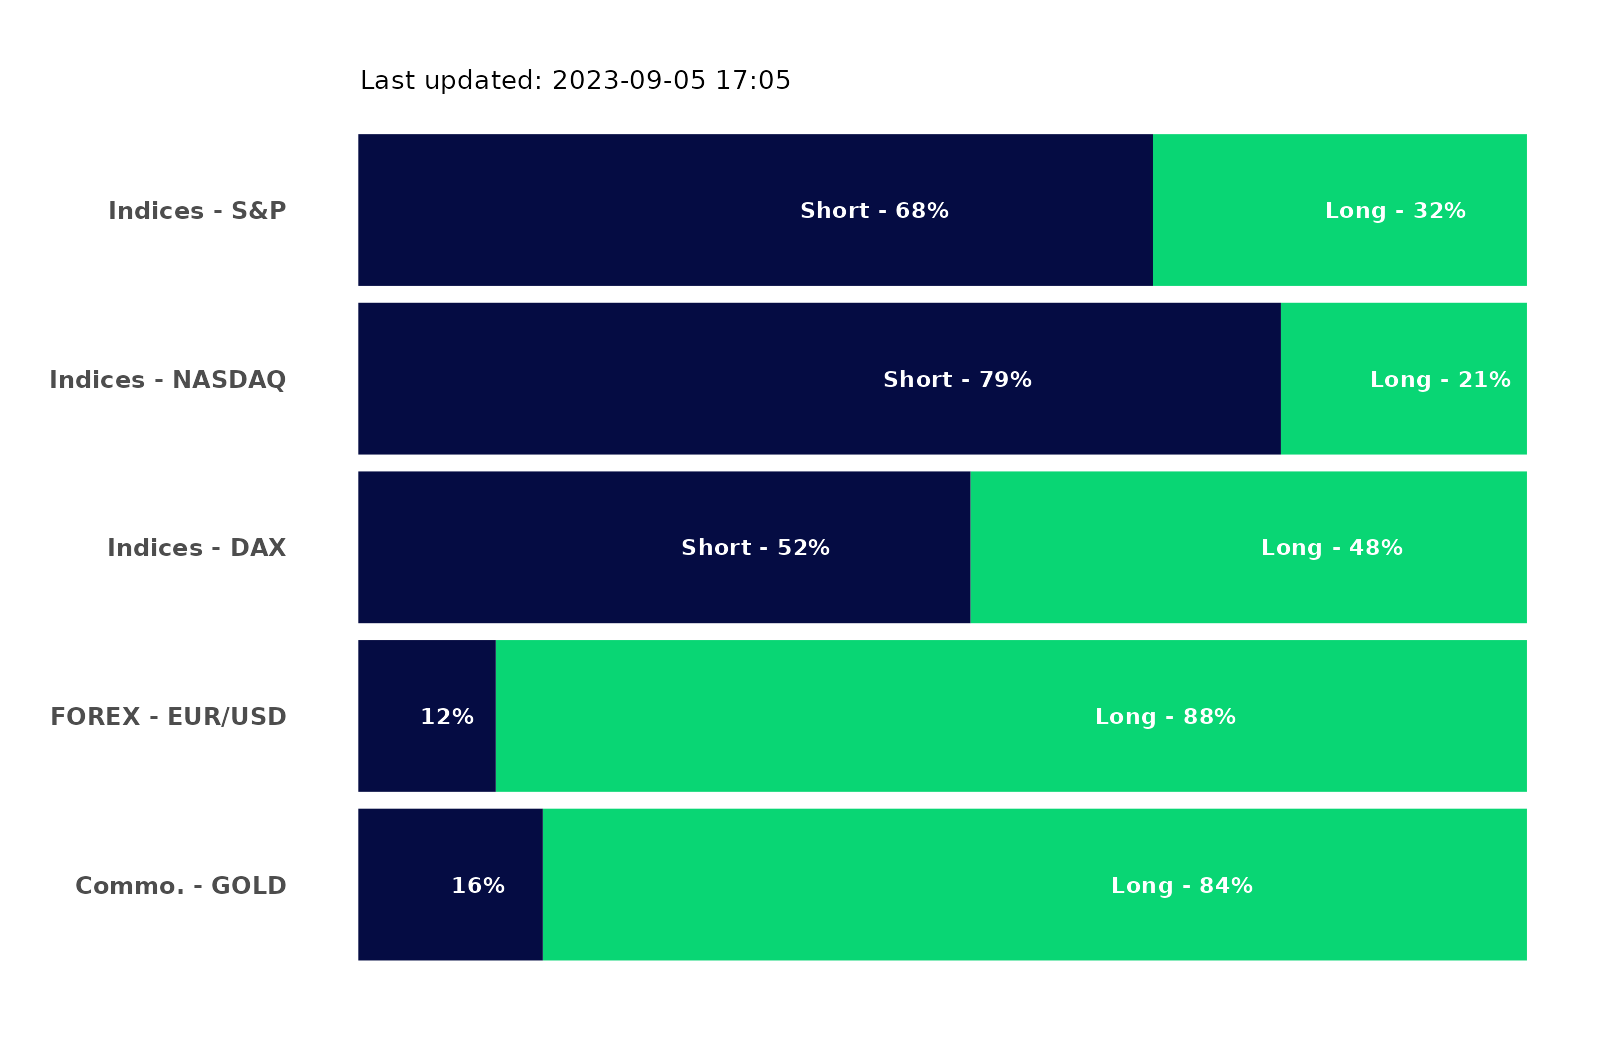 Last updated: 2023-09-05 17:05
Indices - S&P Short - 68% Long - 32%
Indices - NASDAQ Short - 79% Long - 21%
Indices - DAX Short - 52% Long - 48%
FOREX - EUR/USD 12% Long - 88%
Commo. - GOLD 16% Long - 84%